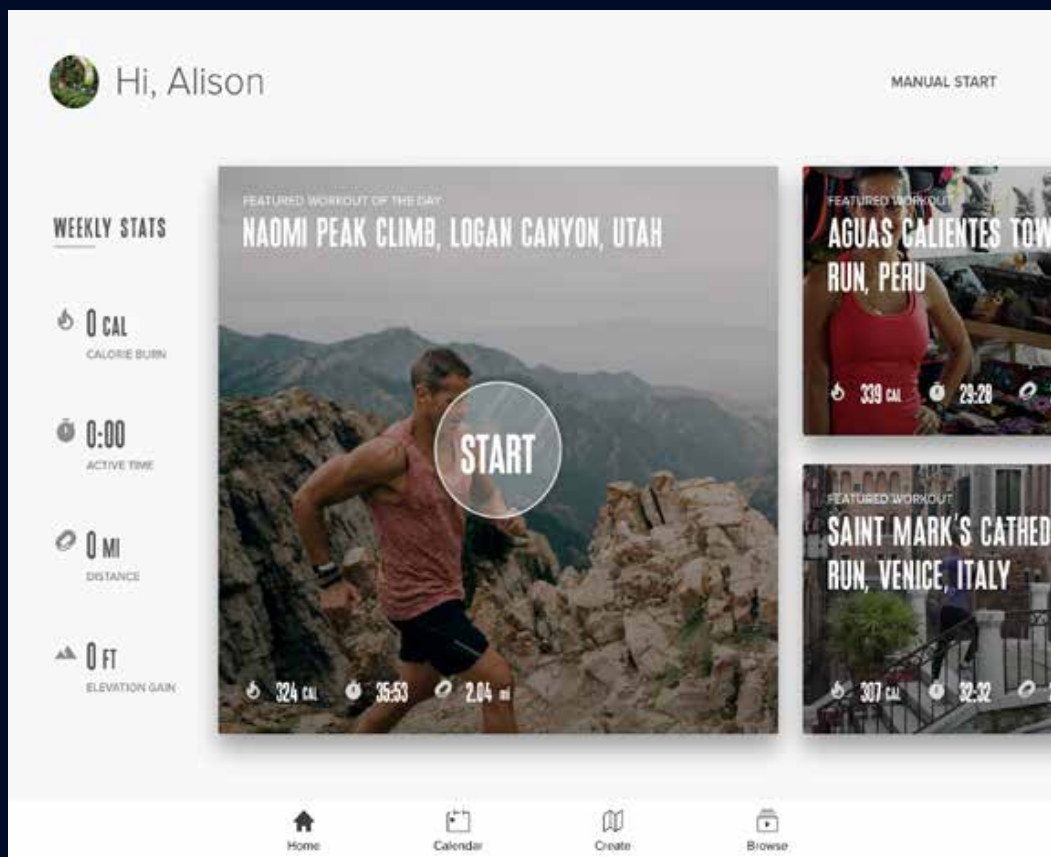 Hi, Alison
MANUAL START
WEEKLY STATS
0 CAL
CALORIE BURN
0:00
ACTIVE TIME
0 MI
DISTANCE
0 FT
ELEVATION GAIN
FEATURED WORKOUT OF THE DAY
NAOMI PEAK CLIMB, LOGAN CANYON, UTAH
START
324 CAL 35:53 2.04 mi
FEATURED WORKOUT
AGUAS CALIENTES TOW
RUN, PERU
339 CAL 29:28
FEATURED WORKOUT
SAINT MARK'S CATHED
RUN, VENICE, ITALY
307 CAL 32:32
Home Calendar Create Browse